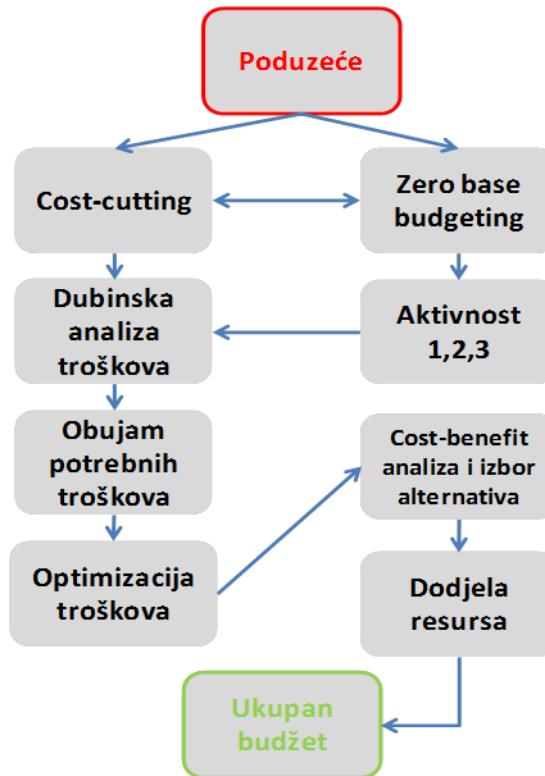 Poduzeće
Cost-cutting
Zero base
budgeting
Dubinska
analiza
troškova
Aktivnost
1,2,3
Obujam
potrebnih
troškova
Cost-benefit
analiza i izbor
alternativa
Optimizacija
troškova
Dodjela
resursa
Ukupan
budžet